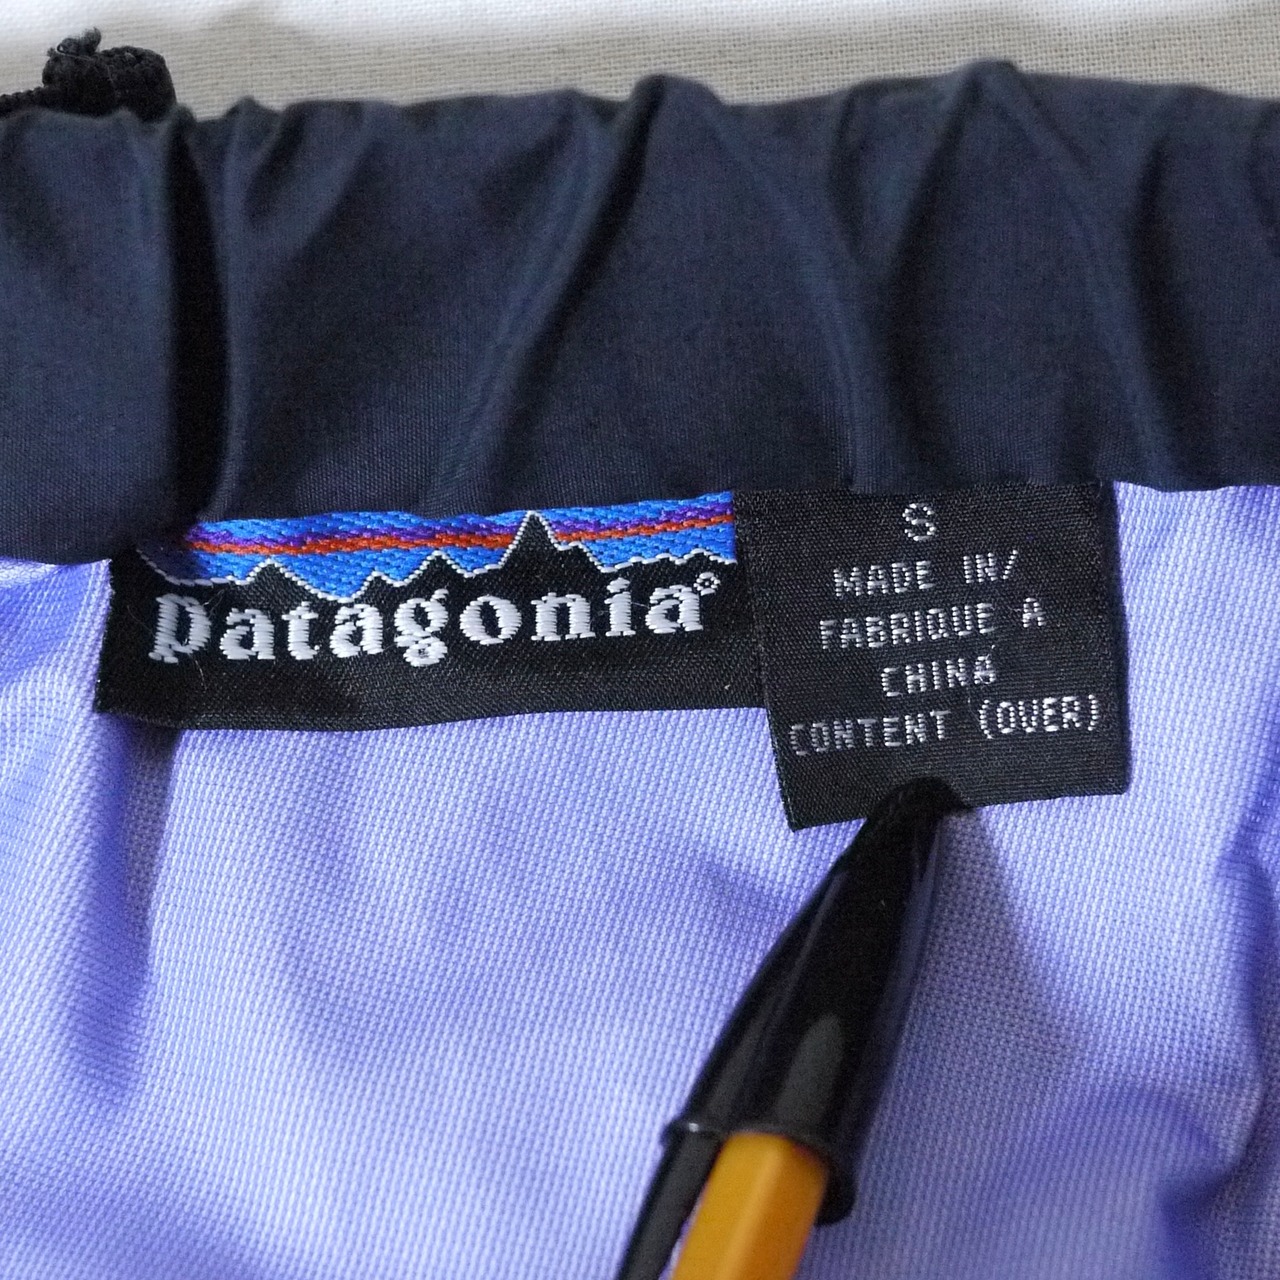 patagonia®
S
MADE IN/
FABRIQUE A
CHINA
CONTENT (OVER)